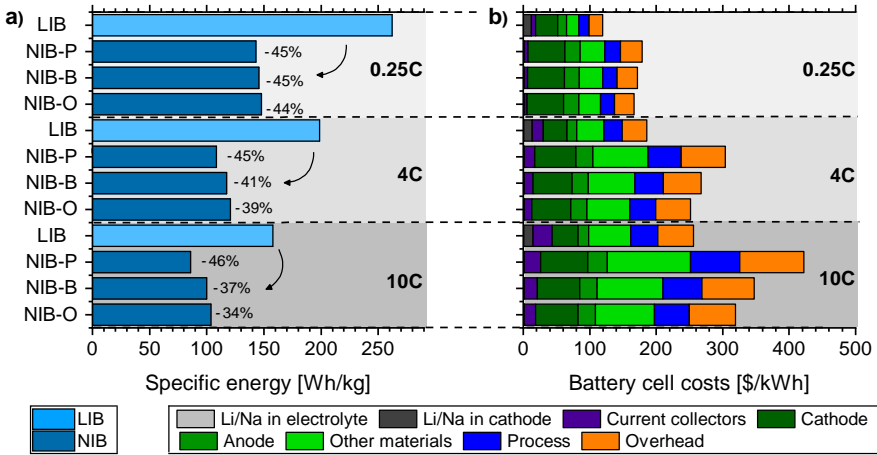 a)
LIB
NIB-P
-45%
NIB-B
-45%
0.25C
NIB-O
-44%
LIB
NIB-P
-45%
4C
NIB-B
-41%
NIB-O
-39%
LIB
NIB-P
-46%
10C
NIB-B
-37%
NIB-O
-34%
0 50 100 150 200 250
Specific energy [Wh/kg]
b)
0.25C
4C
10C
0 100 200 300 400 500
Battery cell costs [$/kWh]
LIB
NIB
Li/Na in electrolyte Li/Na in cathode Current collectors Cathode
Anode Other materials Process Overhead